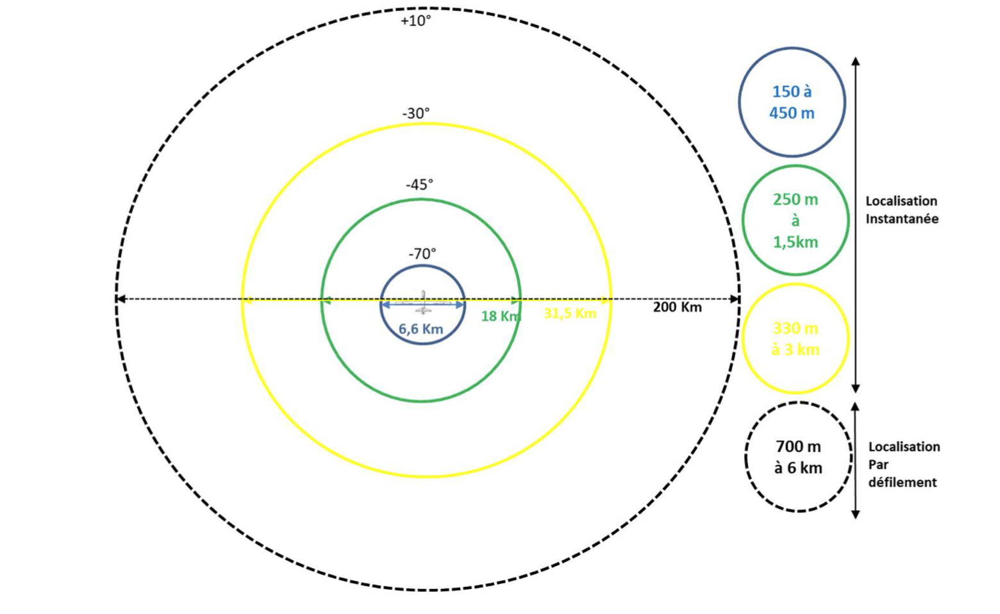 +10°
-30°
-45°
-70°
6,6 Km
18 Km
31,5 Km
200 Km
150 à
450 m
250 m
à
1,5km
330 m
à 3 km
Localisation
Instantanée
700 m
à 6 km
Localisation
Par
défilement